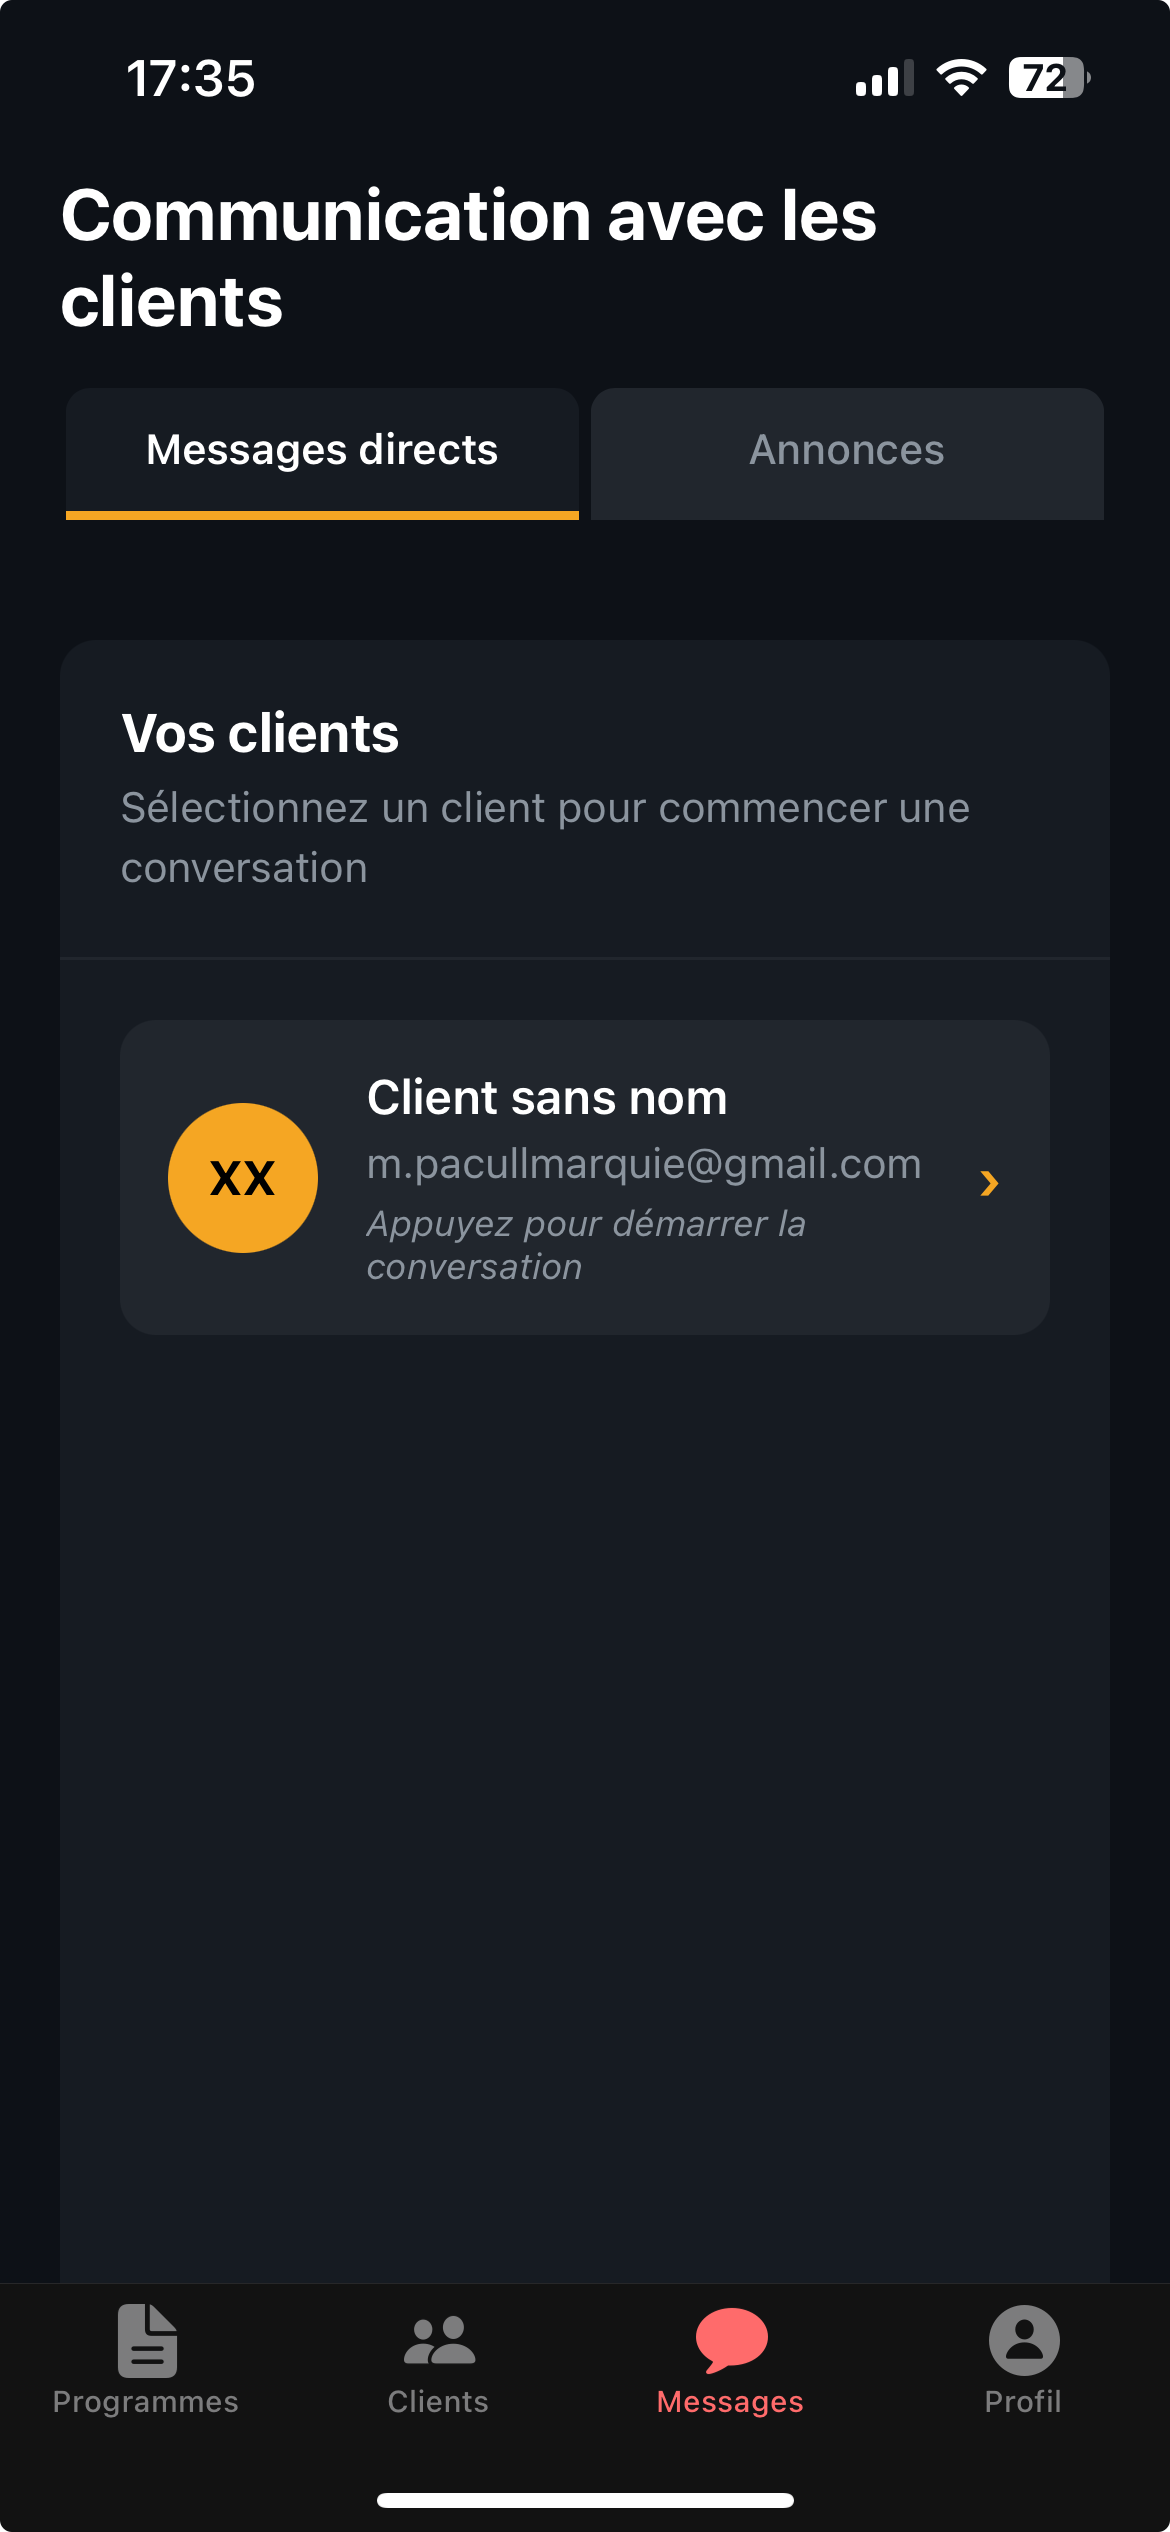 17:35
72
Communication avec les
clients
Messages directs
Annonces
Vos clients
Sélectionnez un client pour commencer une
conversation
XX
Client sans nom
m.pacullmarquie@gmail.com
Appuyez pour démarrer la
conversation
›
Programmes
Clients
Messages
Profil